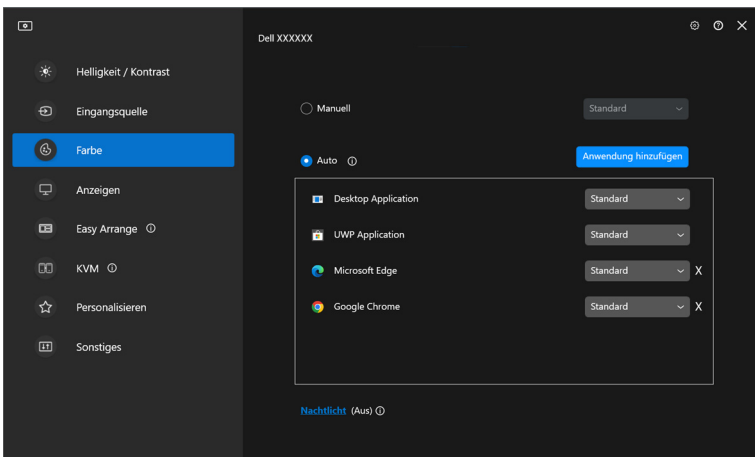 Dell XXXXXX
Helligkeit / Kontrast
Eingangsquelle
Farbe
Anzeigen
Easy Arrange
KVM
Personalisieren
Sonstiges
Manuell
Standard
Auto
Anwendung hinzufügen
Desktop Application
Standard
UWP Application
Standard
Microsoft Edge
Standard
X
Google Chrome
Standard
X
Nachtlicht (Aus)